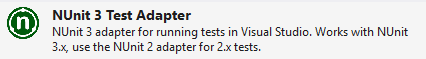 n
NUnit 3 Test Adapter
NUnit 3 adapter for running tests in Visual Studio. Works with NUnit
3.x, use the NUnit 2 adapter for 2.x tests.